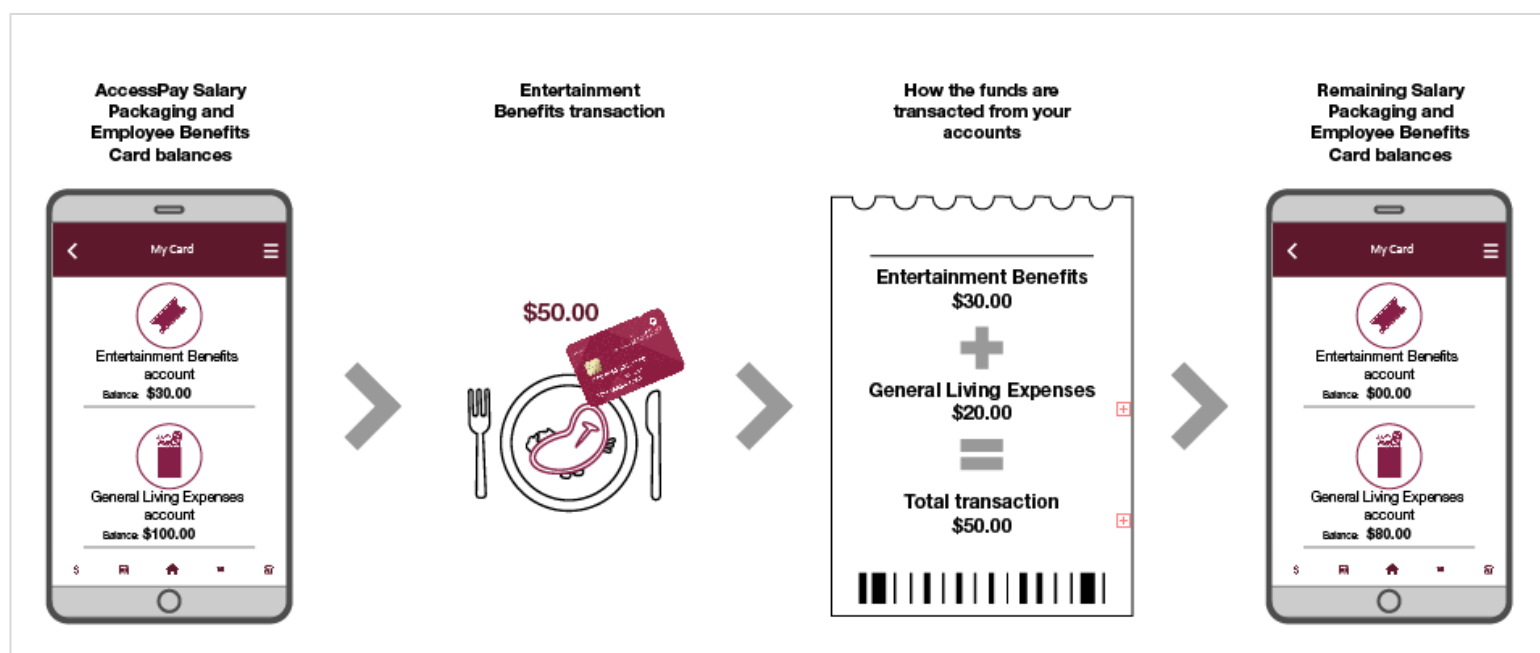 AccessPay Salary
Packaging and
Employee Benefits
Card balances
My Card
Entertainment Benefits
account
Balance: $30.00
General Living Expenses
account
Balance: $100.00
$
Entertainment
Benefits transaction
$50.00
How the funds are
transacted from your
accounts
Entertainment Benefits
$30.00
+
General Living Expenses
$20.00
=
Total transaction
$50.00
Remaining Salary
Packaging and
Employee Benefits
Card balances
My Card
Entertainment Benefits
account
Balance: $00.00
General Living Expenses
account
Balance: $80.00
$